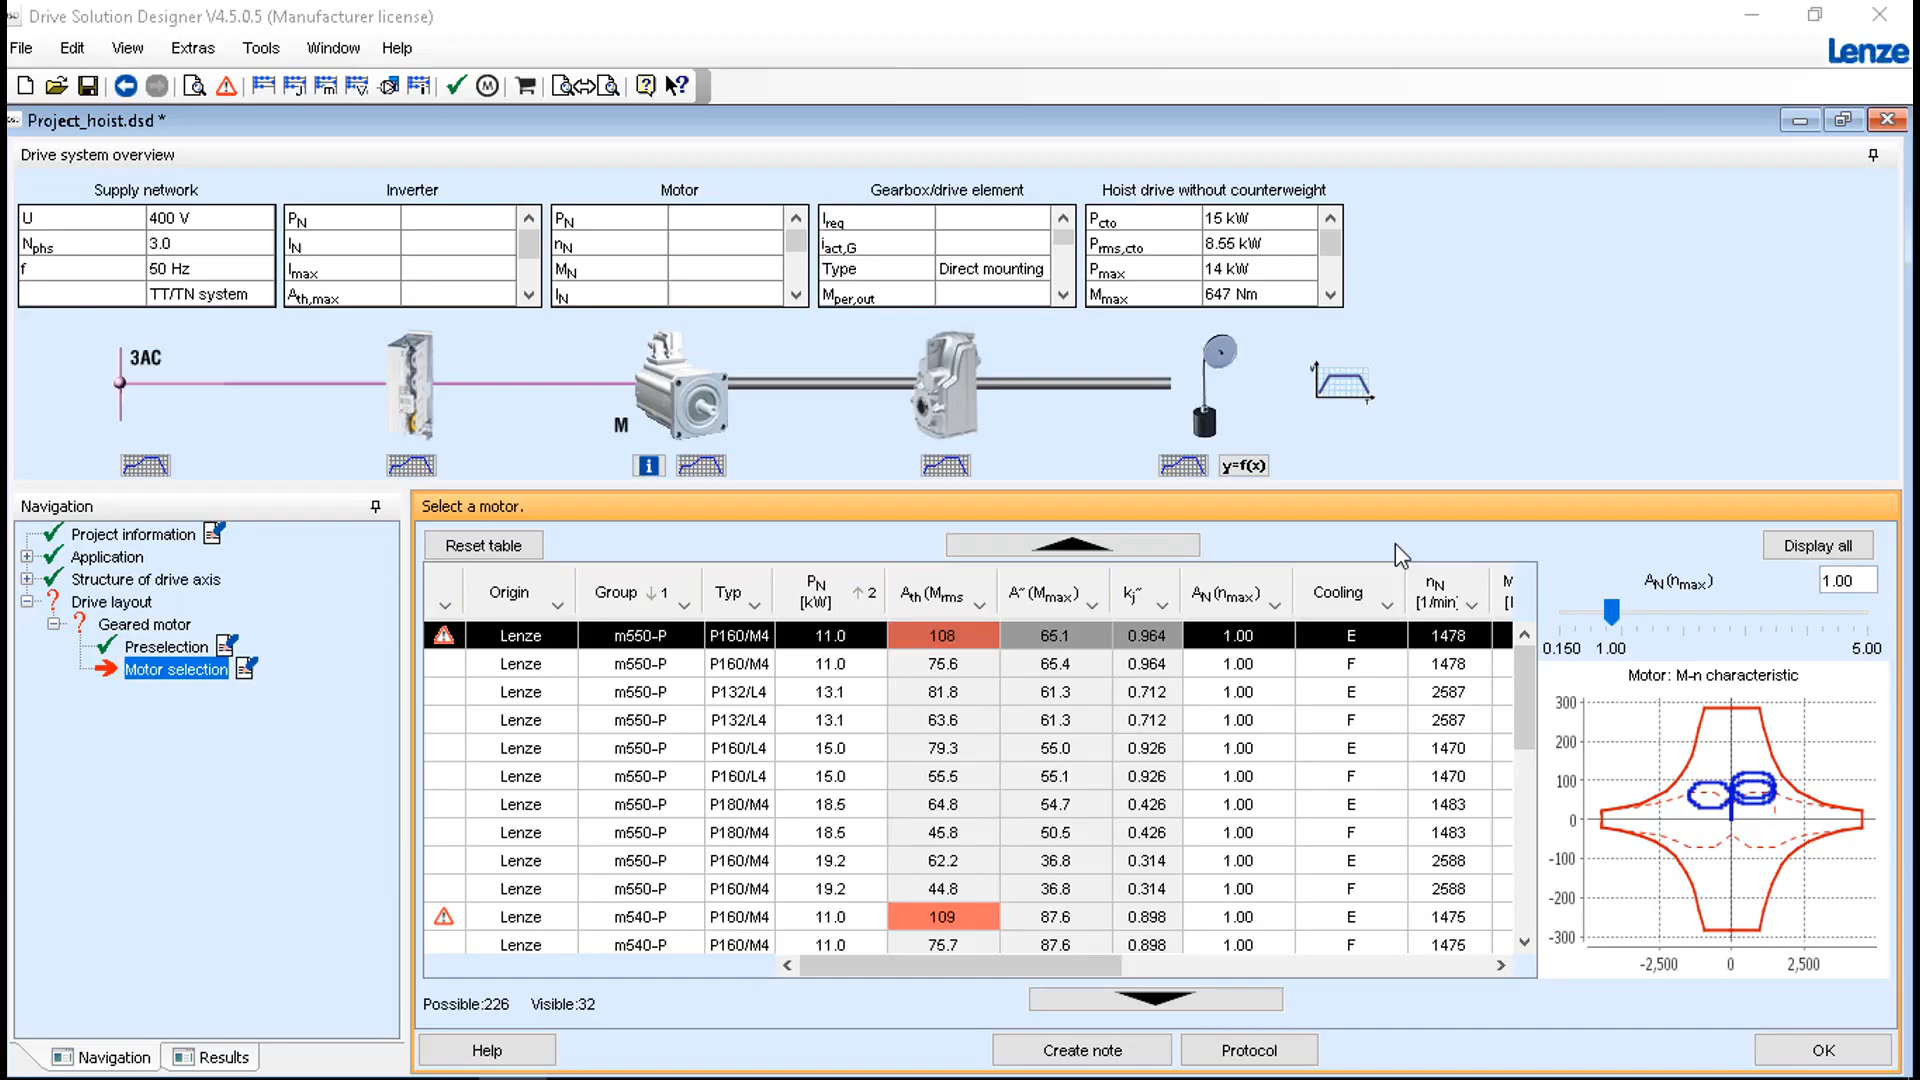 Drive Solution Designer V4.5.0.5 (Manufacturer license)
File Edit View Extras Tools Window Help
Lenze
Project_hoist.dsd *
Drive system overview
Supply network Inverter Motor Gearbox/drive element Hoist drive without counterweight
U 400 V PN PN Ireq Pcto 15 kW
Nphs 3.0 IN nN iact,G Prms,cto 8.55 kW
f 50 Hz Imax MN Type Direct mounting Pmax 14 kW
TT/TN system Ath,max IN Mper,out Mmax 647 Nm
3AC
M
i y=f(x)
Navigation
Project information
Application
Structure of drive axis
Drive layout
Geared motor
Preselection
Motor selection
Navigation Results
Select a motor.
Reset table Display all
Origin Group ↓ 1 Typ PN [kW] ↑ 2 Ath (Mrms A˝ (Mmax) kj˝ AN(nmax) Cooling nN [1/min]
Lenze m550-P P160/M4 11.0 108 65.1 0.964 1.00 E 1478
Lenze m550-P P160/M4 11.0 75.6 65.4 0.964 1.00 F 1478
Lenze m550-P P132/L4 13.1 81.8 61.3 0.712 1.00 E 2587
Lenze m550-P P132/L4 13.1 63.6 61.3 0.712 1.00 F 2587
Lenze m550-P P160/L4 15.0 79.3 55.0 0.926 1.00 E 1470
Lenze m550-P P160/L4 15.0 55.5 55.1 0.926 1.00 F 1470
Lenze m550-P P180/M4 18.5 64.8 54.7 0.426 1.00 E 1483
Lenze m550-P P180/M4 18.5 45.8 50.5 0.426 1.00 F 1483
Lenze m550-P P160/M4 19.2 62.2 36.8 0.314 1.00 E 2588
Lenze m550-P P160/M4 19.2 44.8 36.8 0.314 1.00 F 2588
Lenze m540-P P160/M4 11.0 109 87.6 0.898 1.00 E 1475
Lenze m540-P P160/M4 11.0 75.7 87.6 0.898 1.00 F 1475
Possible:226 Visible:32
AN(nmax) 1.00
0.150 1.00 5.00
Motor: M-n characteristic
300
200
100
0
-100
-200
-300
-2,500 0 2,500
Help Create note Protocol OK